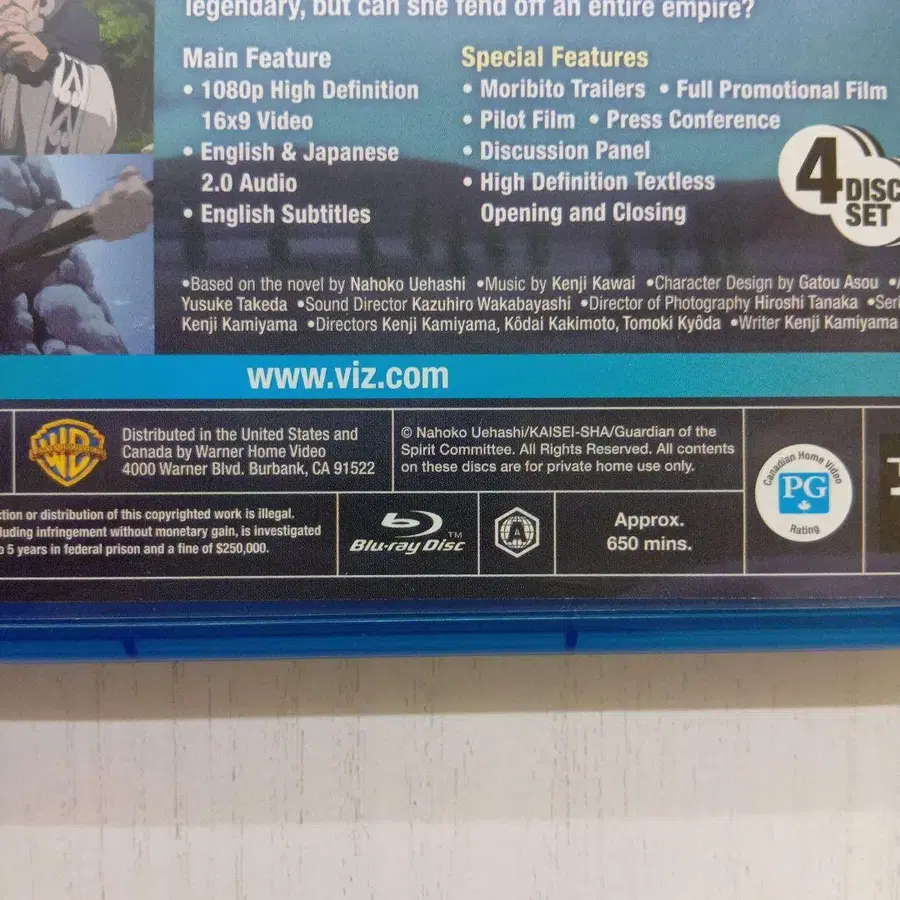 legendary, but can she fend off an entire empire?
Main Feature
• 1080p High Definition
16x9 Video
• English & Japanese
2.0 Audio
• English Subtitles
Special Features
• Moribito Trailers • Full Promotional Film
• Pilot Film • Press Conference
• Discussion Panel
• High Definition Textless
Opening and Closing
4 DISC
SET
•Based on the novel by Nahoko Uehashi •Music by Kenji Kawai •Character Design by Gatou Asou •
Yusuke Takeda •Sound Director Kazuhiro Wakabayashi •Director of Photography Hiroshi Tanaka •
Kenji Kamiyama •Directors Kenji Kamiyama, Kôdai Kakimoto, Tomoki Kyôda •Writer Kenji Kamiyama
www.viz.com
WB
Distributed in the United States and
Canada by Warner Home Video
4000 Warner Blvd. Burbank, CA 91522
© Nahoko Uehashi/KAISEI-SHA/Guardian of the
Spirit Committee. All Rights Reserved. All contents
on these discs are for private home use only.
Canadian Home Video
PG
Rating
or distribution of this copyrighted work is illegal.
infringement without monetary gain, is investigated
5 years in federal prison and a fine of $250,000.
Blu-ray Disc TM
A
Approx.
650 mins.